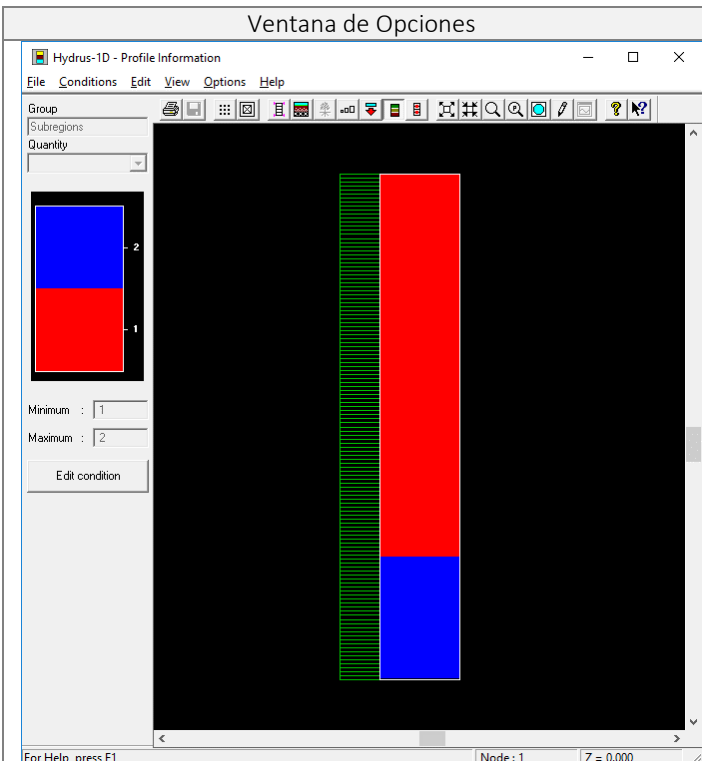 Ventana de Opciones
Hydrus-1D - Profile Information
File Conditions Edit View Options Help
Group
Subregions
Quantity
2
1
Minimum : 1
Maximum : 2
Edit condition
For Help, press F1 Node : 1 Z = 0.000